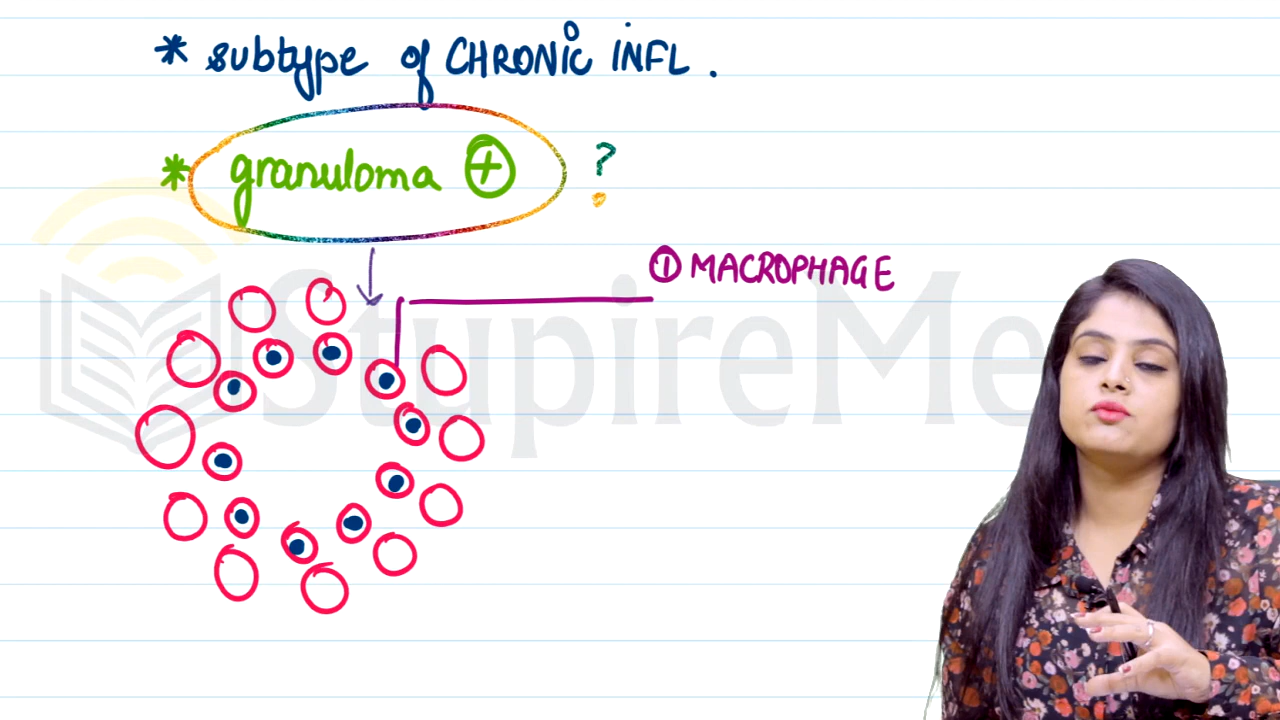 * subtype of CHRONIC INFL.
* granuloma + ?
① MACROPHAGE
StupireMe